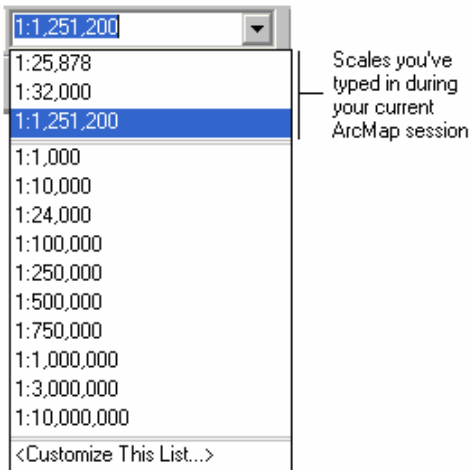 1:1,251,200
1:25,878
1:32,000
1:1,251,200
Scales you've
typed in during
your current
ArcMap session
1:1,000
1:10,000
1:24,000
1:100,000
1:250,000
1:500,000
1:750,000
1:1,000,000
1:3,000,000
1:10,000,000
<Customize This List...>